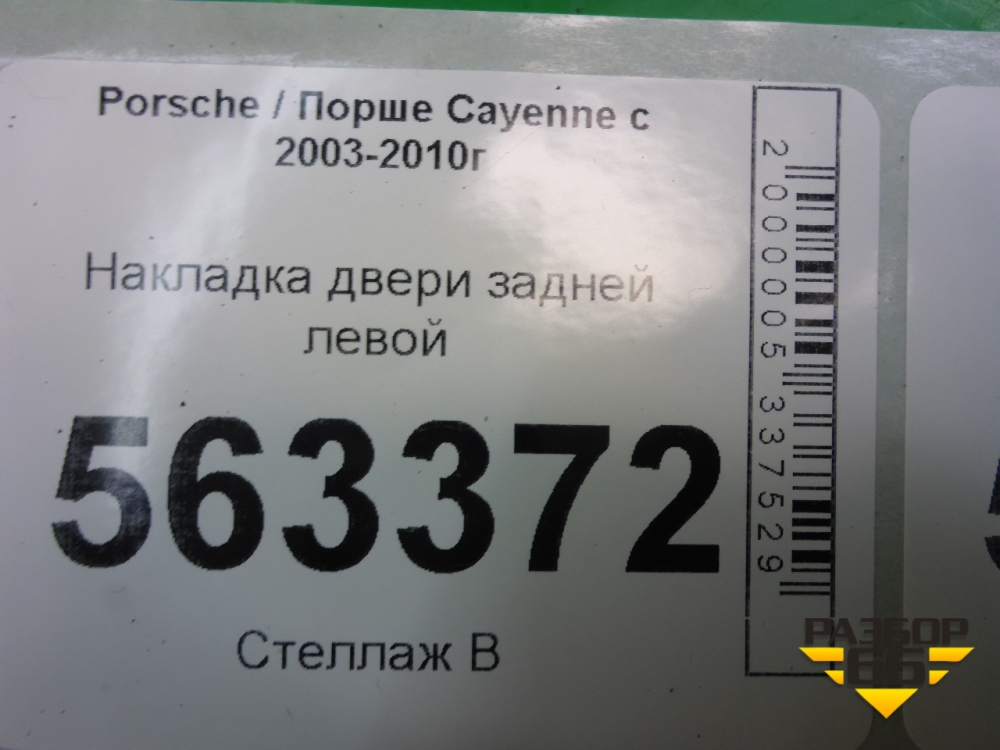 Porsche / Порше Cayenne с
2003-2010г
Накладка двери задней
левой
563372
Стеллаж В
2000005337529
РАЗБОР
66